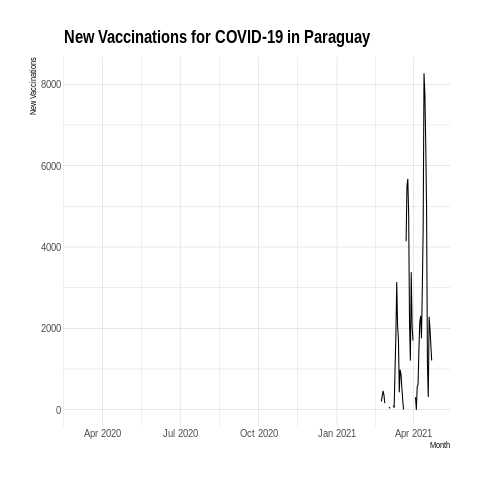 New Vaccinations for COVID-19 in Paraguay
New Vaccinations
8000
6000
4000
2000
0
Apr 2020 Jul 2020 Oct 2020 Jan 2021 Apr 2021
Month